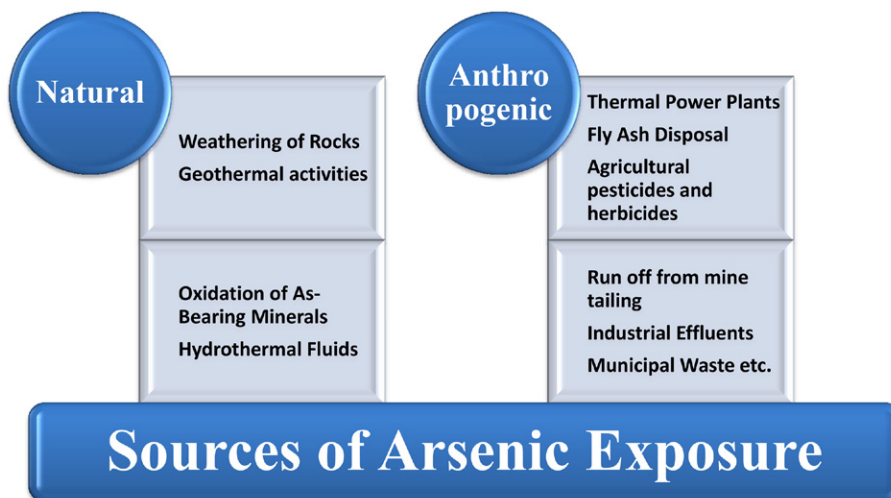 Natural
Weathering of Rocks
Geothermal activities
Oxidation of As-
Bearing Minerals
Hydrothermal Fluids
Anthro
pogenic
Thermal Power Plants
Fly Ash Disposal
Agricultural
pesticides and
herbicides
Run off from mine
tailing
Industrial Effluents
Municipal Waste etc.
Sources of Arsenic Exposure